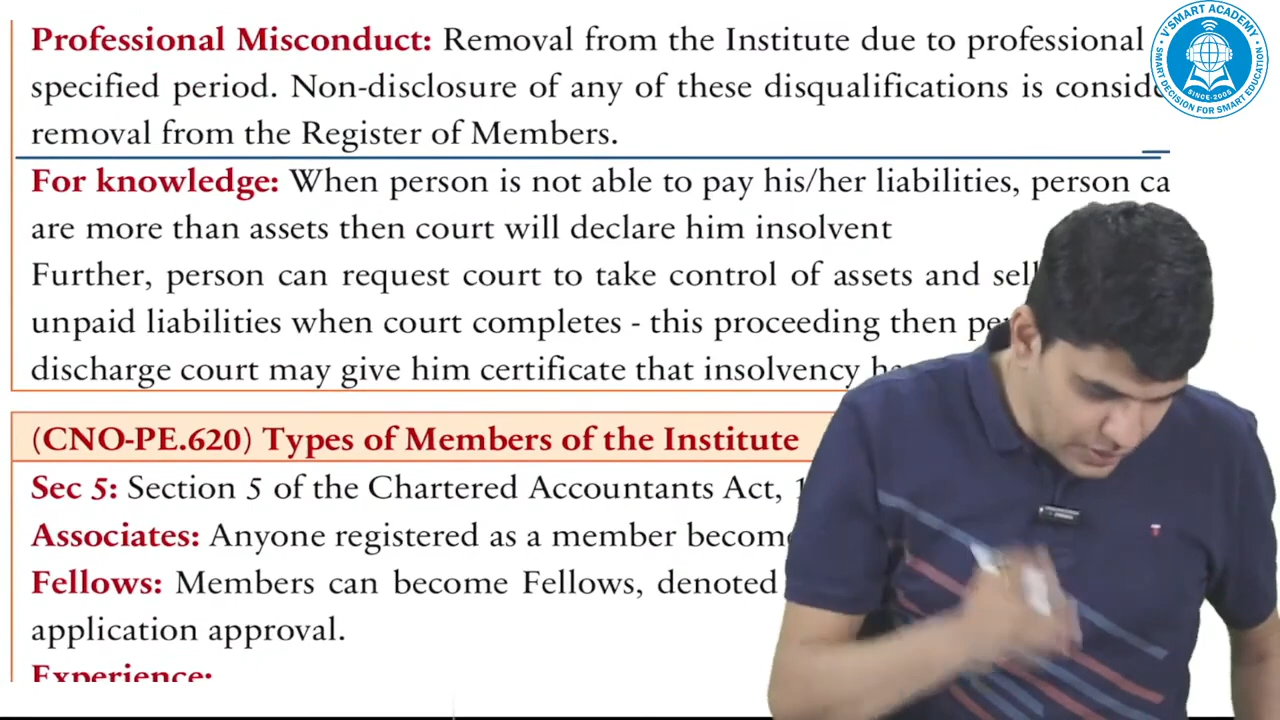 Professional Misconduct: Removal from the Institute due to professional
specified period. Non-disclosure of any of these disqualifications is conside
removal from the Register of Members.
For knowledge: When person is not able to pay his/her liabilities, person ca
are more than assets then court will declare him insolvent
Further, person can request court to take control of assets and sell
unpaid liabilities when court completes - this proceeding then pe
discharge court may give him certificate that insolvency ha
(CNO-PE.620) Types of Members of the Institute
Sec 5: Section 5 of the Chartered Accountants Act, 1
Associates: Anyone registered as a member becom
Fellows: Members can become Fellows, denoted
application approval.
Experience:
V'SMART ACADEMY
SINCE-2005
SMART DECISION FOR SMART EDUCATION